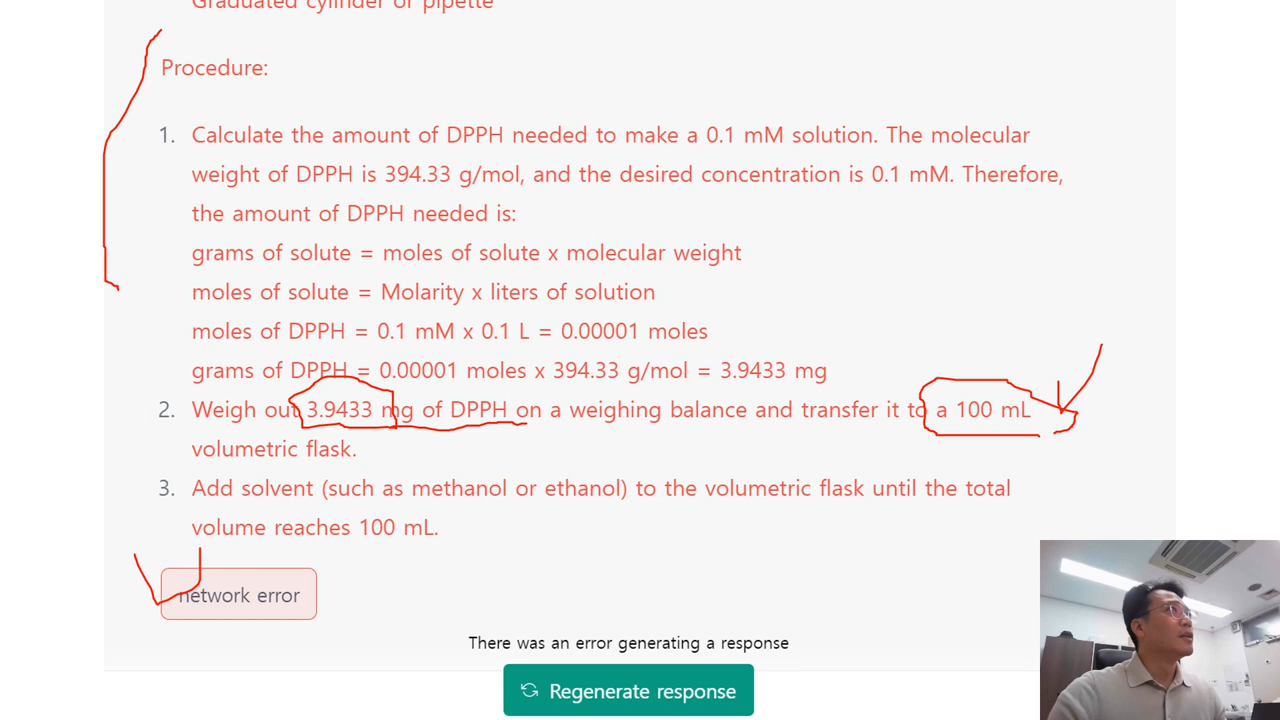 Graduated cylinder or pipette
Procedure:
1. Calculate the amount of DPPH needed to make a 0.1 mM solution. The molecular
weight of DPPH is 394.33 g/mol, and the desired concentration is 0.1 mM. Therefore,
the amount of DPPH needed is:
grams of solute = moles of solute x molecular weight
moles of solute = Molarity x liters of solution
moles of DPPH = 0.1 mM x 0.1 L = 0.00001 moles
grams of DPPH = 0.00001 moles x 394.33 g/mol = 3.9433 mg
2. Weigh out 3.9433 mg of DPPH on a weighing balance and transfer it to a 100 mL
volumetric flask.
3. Add solvent (such as methanol or ethanol) to the volumetric flask until the total
volume reaches 100 mL.
network error
There was an error generating a response
Regenerate response